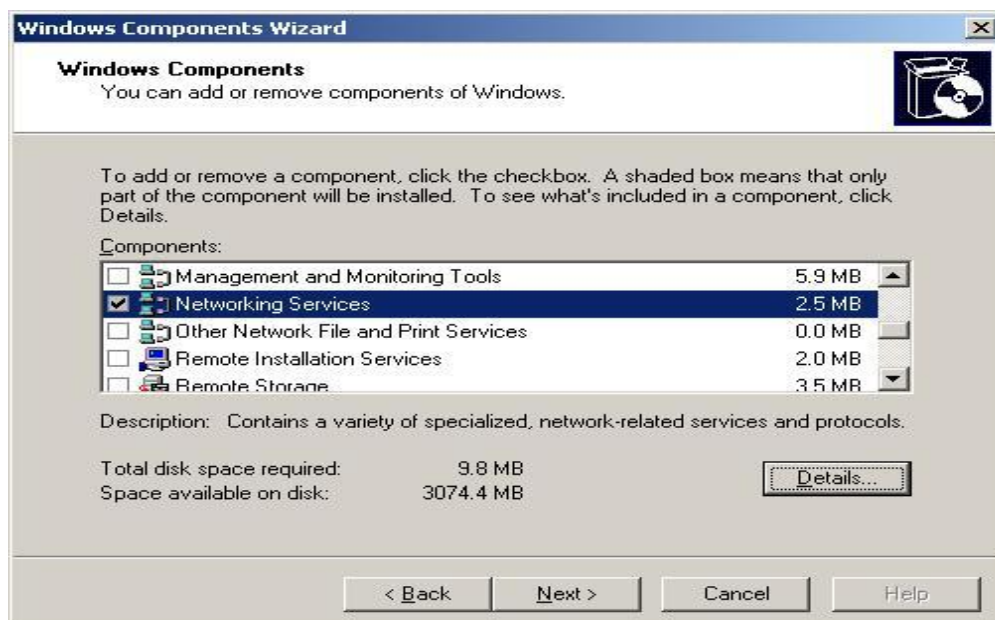 Windows Components Wizard
Windows Components
You can add or remove components of Windows.
To add or remove a component, click the checkbox. A shaded box means that only
part of the component will be installed. To see what's included in a component, click
Details.
Components:
Management and Monitoring Tools 5.9 MB
Networking Services 2.5 MB
Other Network File and Print Services 0.0 MB
Remote Installation Services 2.0 MB
Remote Storage 3.5 MB
Description: Contains a variety of specialized, network-related services and protocols.
Total disk space required: 9.8 MB
Space available on disk: 3074.4 MB
Details...
< Back Next > Cancel Help